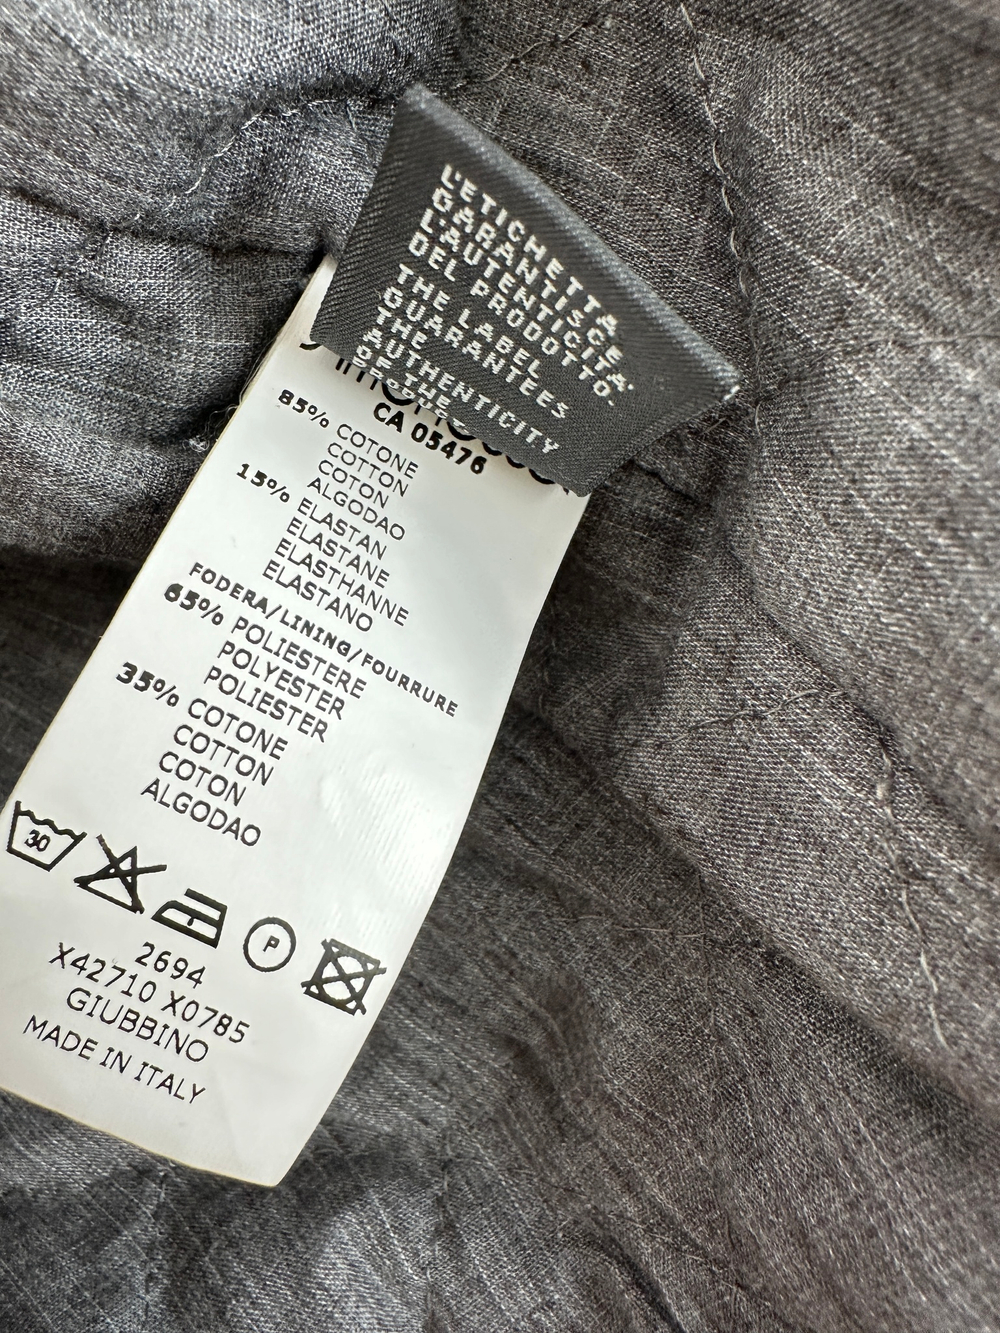 L'ETICHETTA
GARANTISCE
L'AUTENTICITA'
DEL PRODOTTO.
THE LABEL
GUARANTEES
THE
AUTHENTICITY
OF THE
CA 05476
85% COTONE
COTTON
COTON
ALGODAO
15% ELASTAN
ELASTANE
ELASTHANNE
ELASTANO
FODERA/LINING/FOURRURE
65% POLIESTERE
POLYESTER
POLIESTER
35% COTONE
COTTON
COTON
ALGODAO
30
P
2694
X42710 X0785
GIUBBINO
MADE IN ITALY